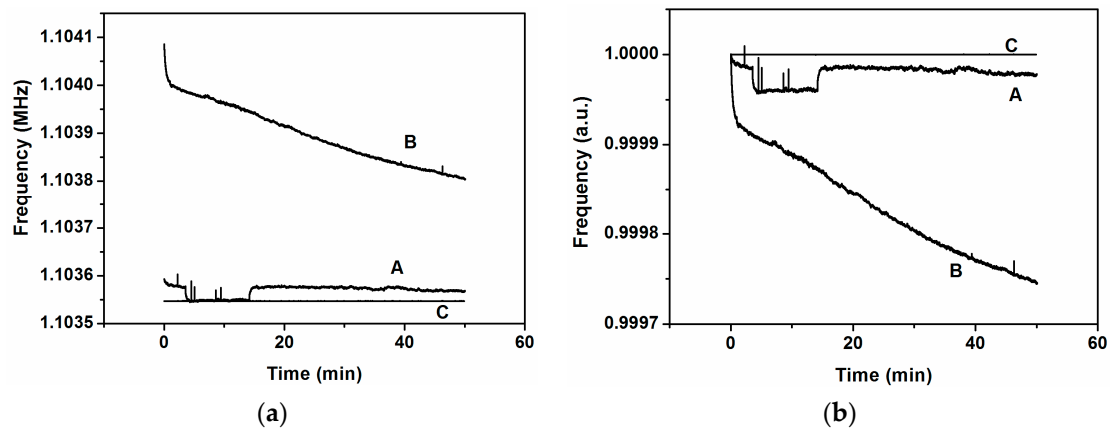 1.1041
1.1040
1.1039
1.1038
1.1037
1.1036
1.1035
Frequency (MHz)
B
A
C
0 20 40 60
Time (min)
(a)
1.0000
0.9999
0.9998
0.9997
Frequency (a.u.)
C
A
B
0 20 40 60
Time (min)
(b)